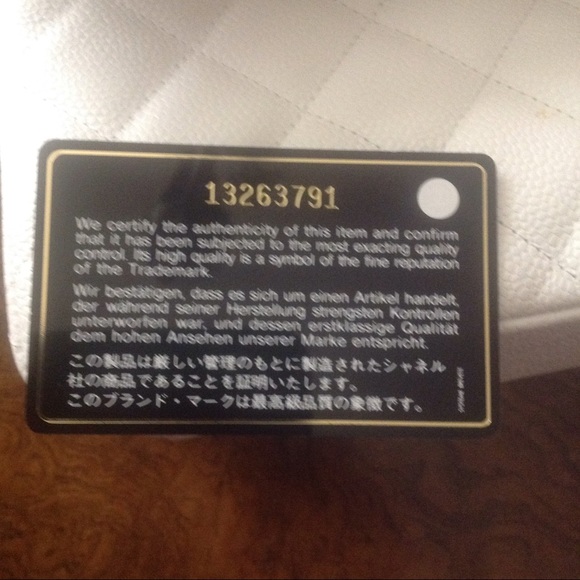 13263791
We certify the authenticity of this item and confirm
that it has been subjected to the most exacting quality
control. Its high quality is a symbol of the fine reputation
of the Trademark.
Wir bestätigen, dass es sich um einen Artikel handelt,
der während seiner Herstellung strengsten Kontrollen
unterworfen war, und dessen erstklassige Qualität
dem hohen Ansehen unserer Marke entspricht.
この製品は厳しい管理のもとに製造されたシャネル
社の商品であることを証明いたします。
このブランド・マークは最高級品質の象徴です。